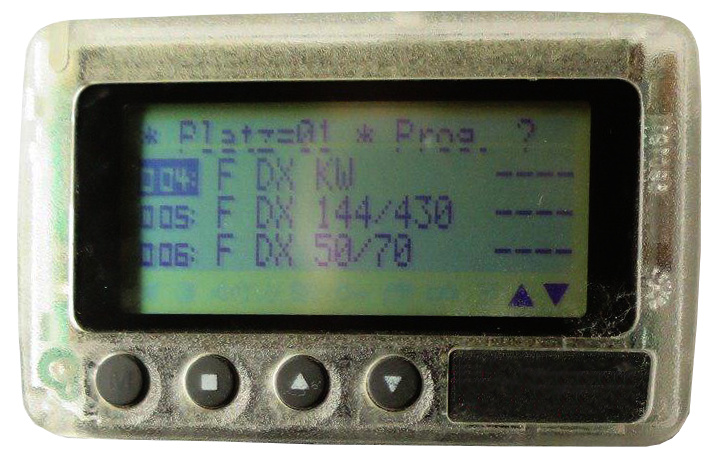 * Platz=01 * Prog. ?
004: F DX KW ----
005: F DX 144/430 ----
006: F DX 50/70 ----